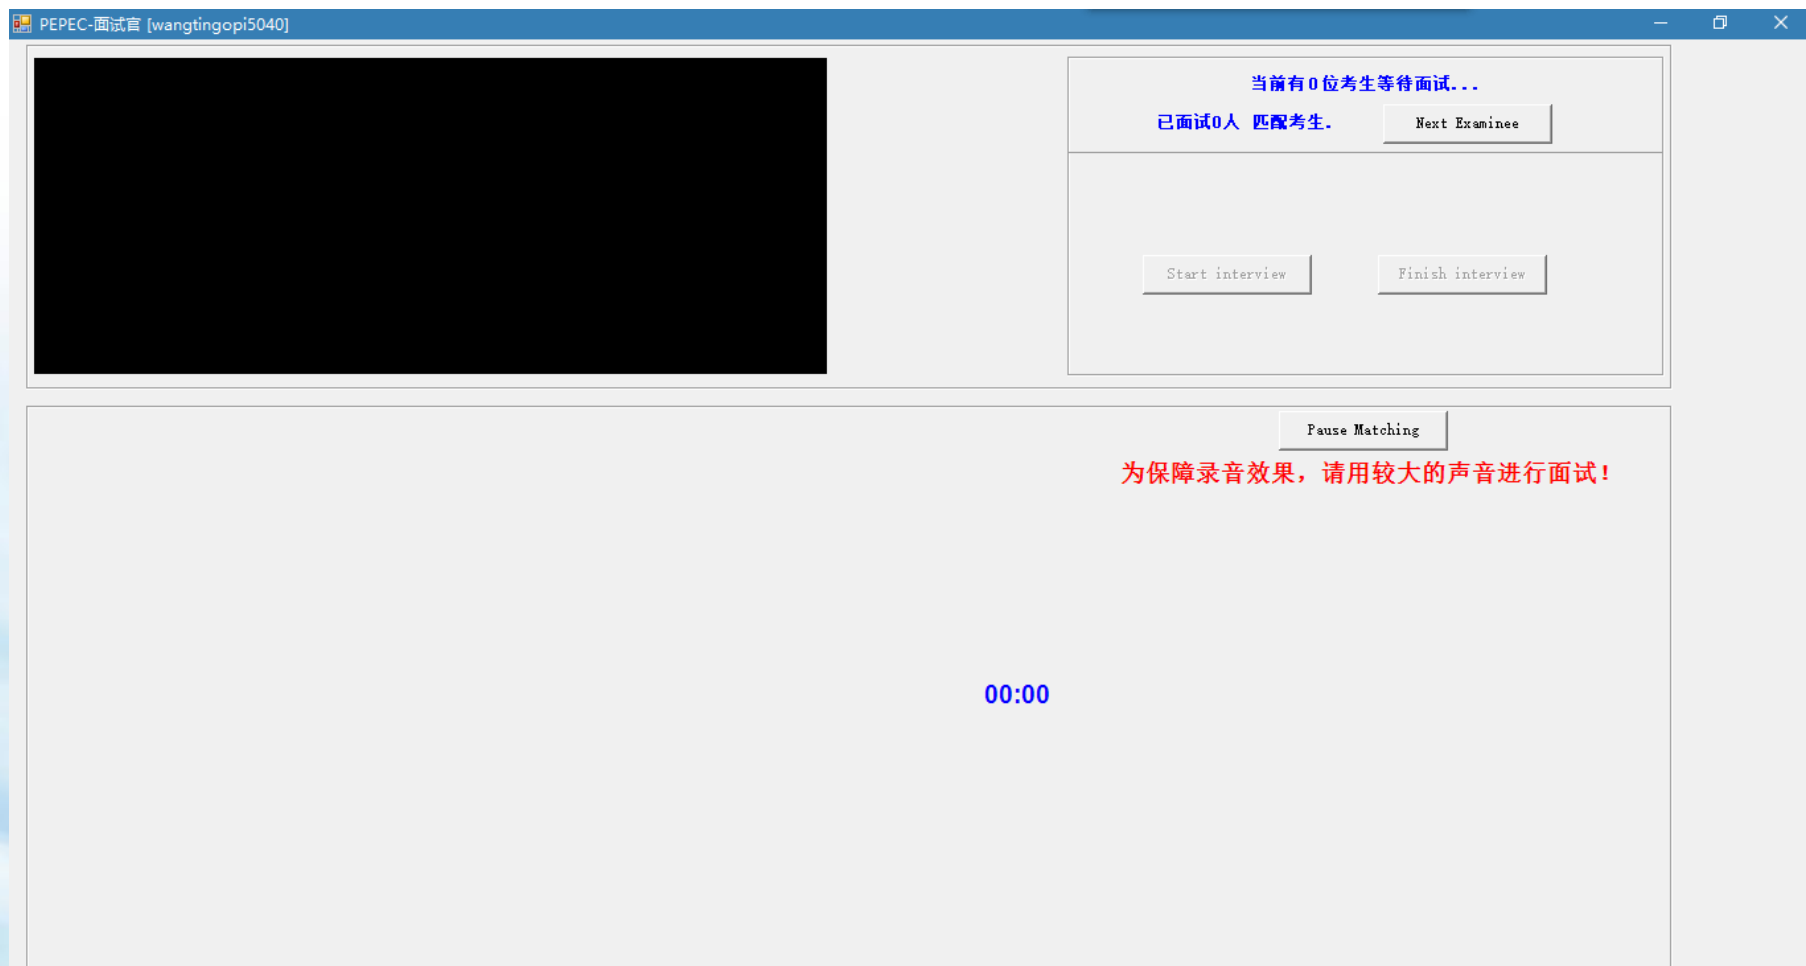 PEPEC-面试官 [wangtingopi5040]
当前有0位考生等待面试...
已面试0人 匹配考生.
Next Examinee
Start interview
Finish interview
Pause Matching
为保障录音效果，请用较大的声音进行面试！
00:00